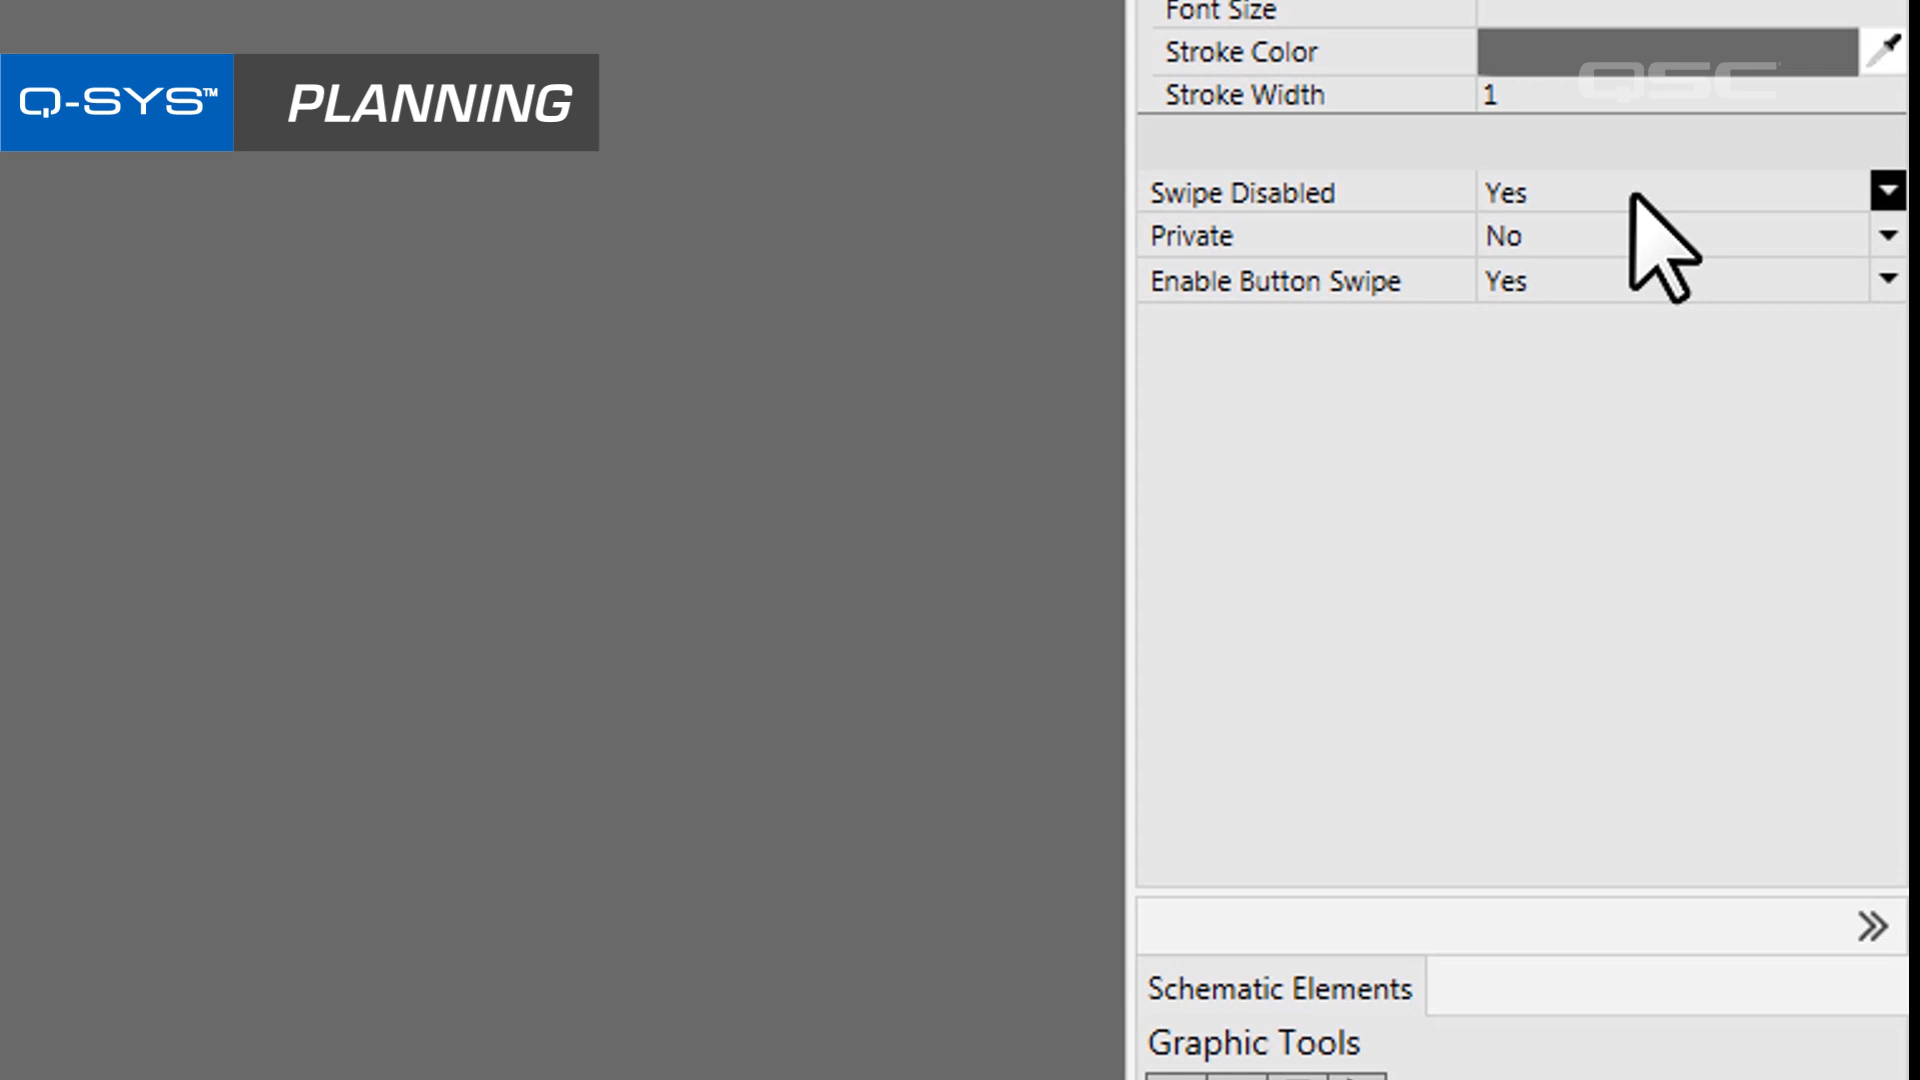 Font Size
Stroke Color
QSC
Stroke Width 1
Q-SYS™ PLANNING
Swipe Disabled Yes
Private No
Enable Button Swipe Yes
Schematic Elements
Graphic Tools